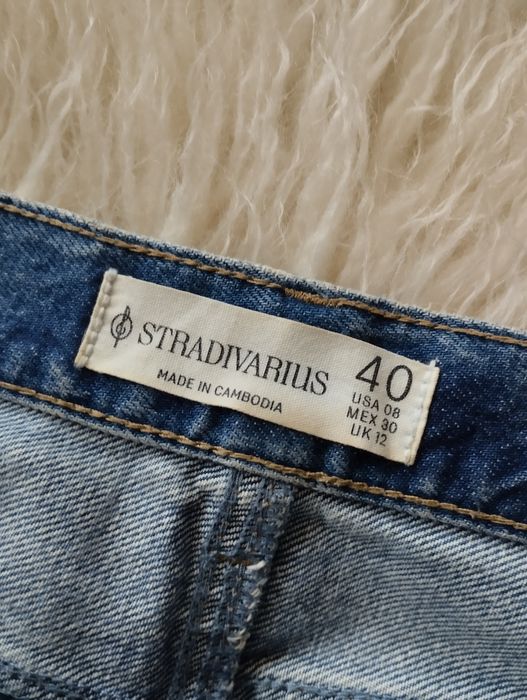 STRADIVARIUS
MADE IN CAMBODIA
40
USA 08
MEX 30
UK 12